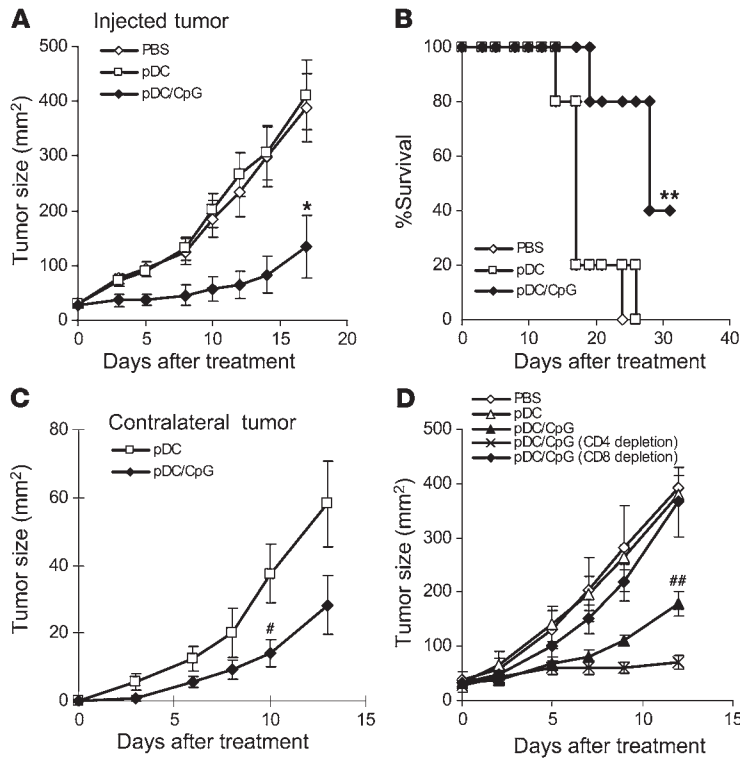 A
Injected tumor
PBS
pDC
pDC/CpG
Tumor size (mm²)
500
400
300
200
100
0
*
0 5 10 15 20
Days after treatment
B
%Survival
100
80
60
40
20
0
**
PBS
pDC
pDC/CpG
0 10 20 30 40
Days after treatment
C
Contralateral tumor
pDC
pDC/CpG
Tumor size (mm²)
80
60
40
20
0
#
0 5 10 15
Days after treatment
D
PBS
pDC
pDC/CpG
pDC/CpG (CD4 depletion)
pDC/CpG (CD8 depletion)
Tumor size (mm²)
500
400
300
200
100
0
##
0 5 10 15
Days after treatment